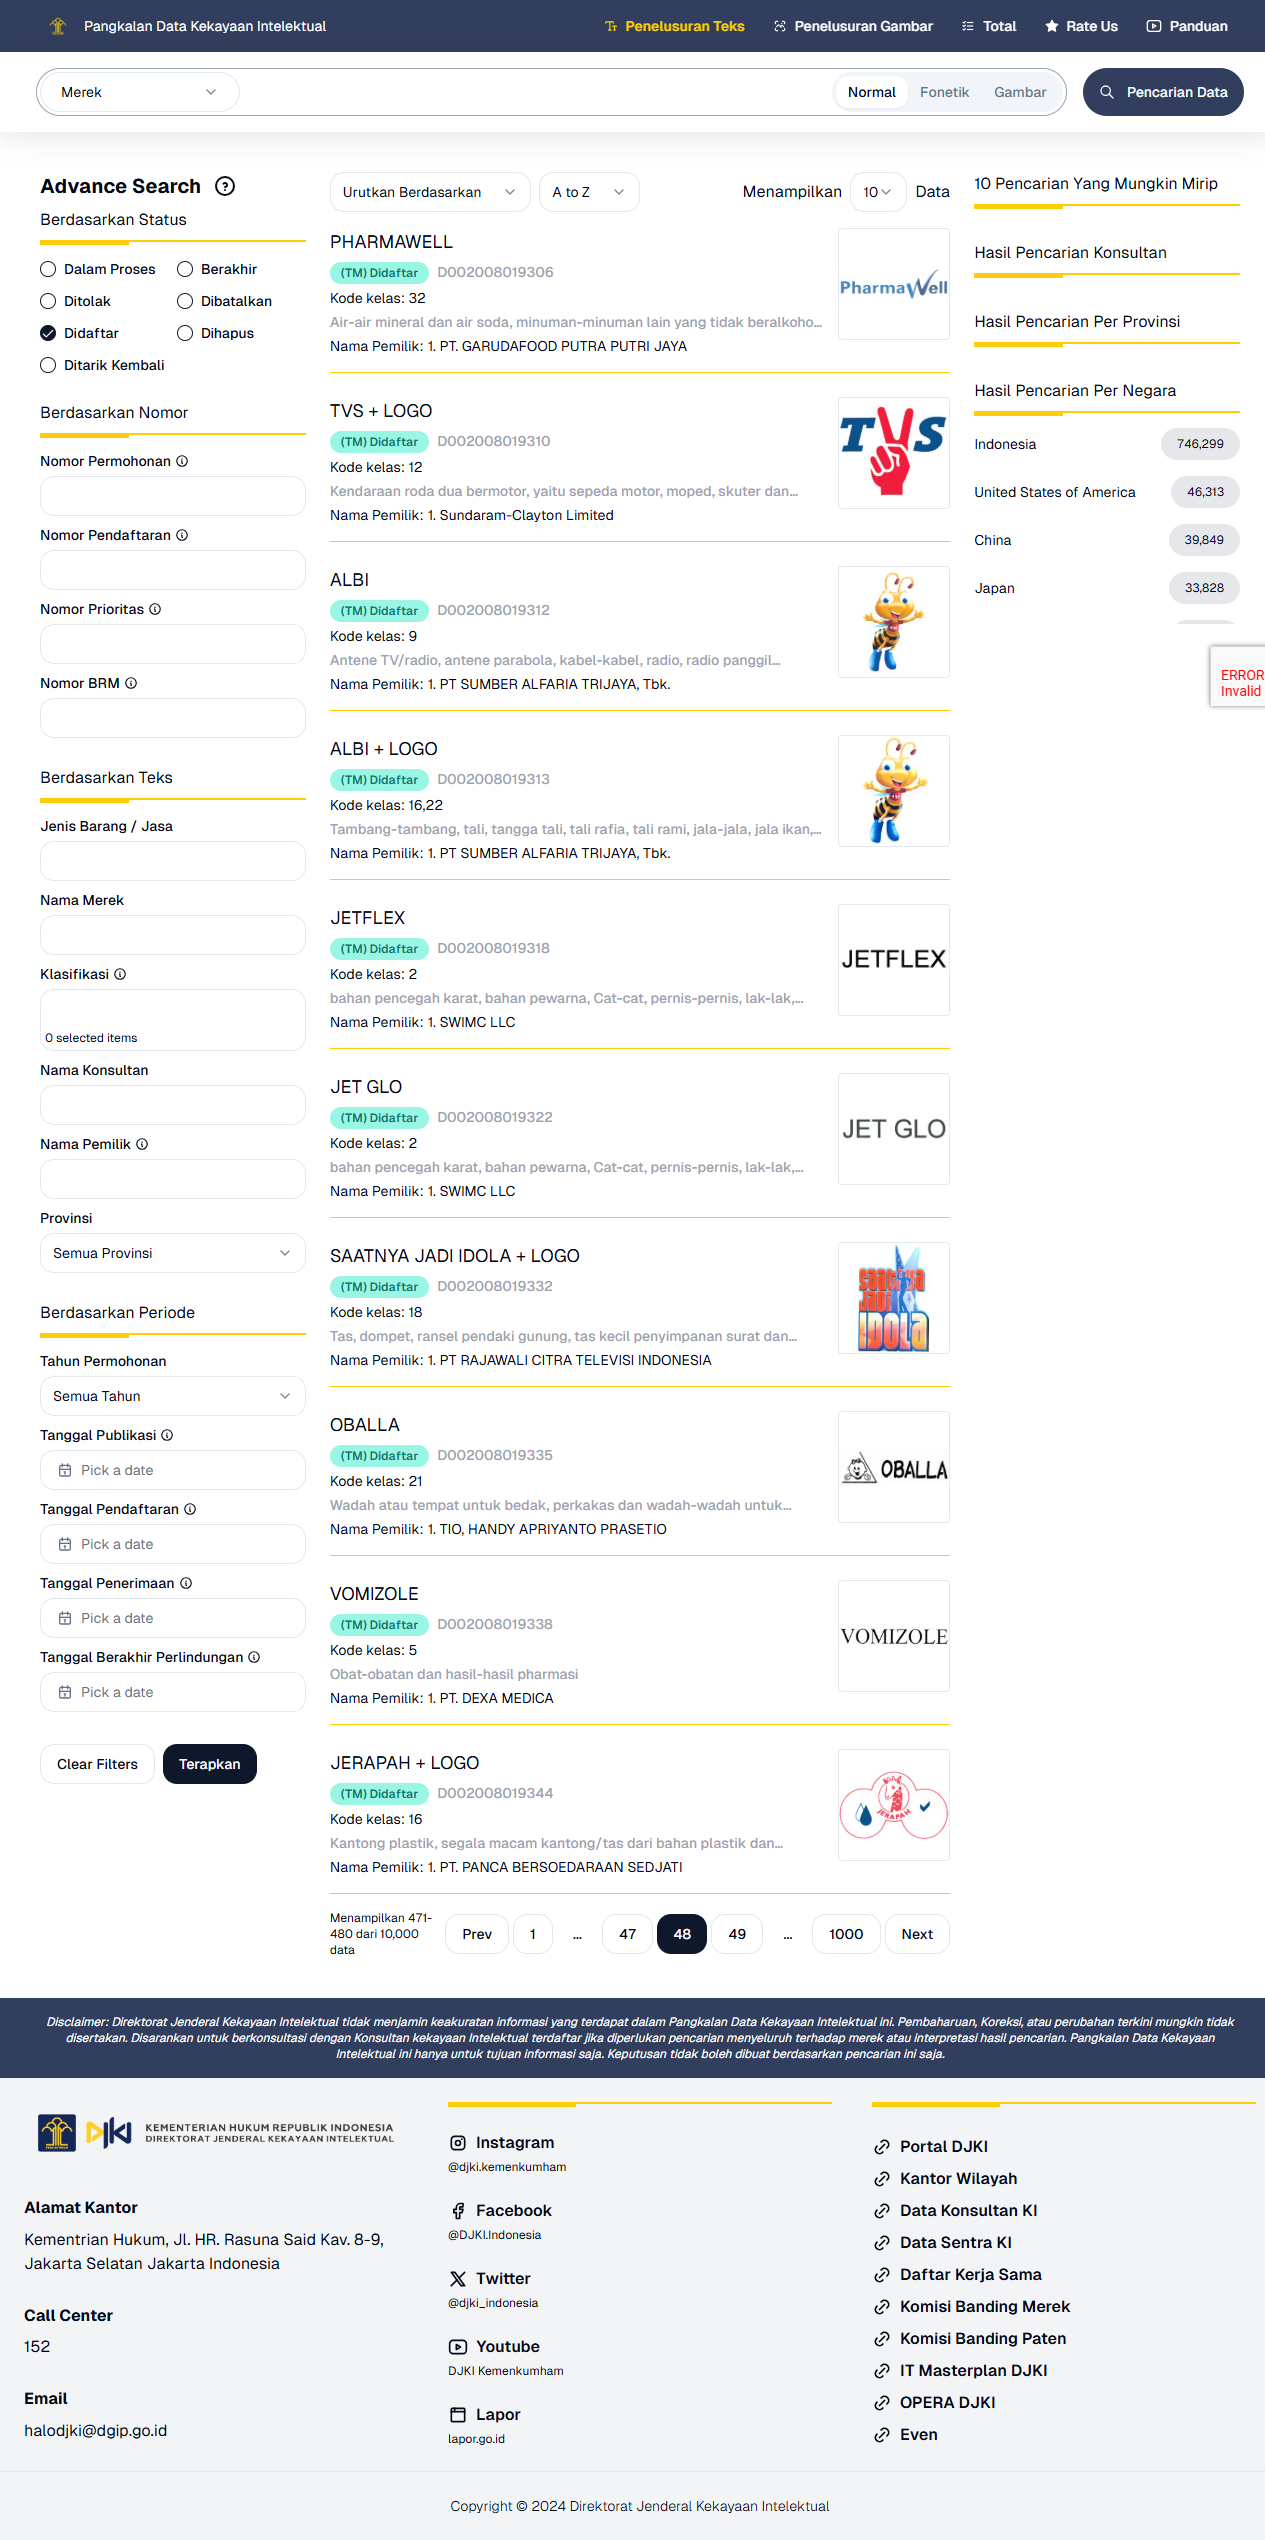 Pangkalan Data Kekayaan Intelektual
Penelusuran Teks
Penelusuran Gambar
Total
Rate Us
Panduan
Merek
Normal
Fonetik
Gambar
Pencarian Data
Advance Search
Berdasarkan Status
Dalam Proses
Berakhir
Ditolak
Dibatalkan
Didaftar
Dihapus
Ditarik Kembali
Berdasarkan Nomor
Nomor Permohonan
Nomor Pendaftaran
Nomor Prioritas
Nomor BRM
Berdasarkan Teks
Jenis Barang / Jasa
Nama Merek
Klasifikasi
0 selected items
Nama Konsultan
Nama Pemilik
Provinsi
Semua Provinsi
Berdasarkan Periode
Tahun Permohonan
Semua Tahun
Tanggal Publikasi
Pick a date
Tanggal Pendaftaran
Pick a date
Tanggal Penerimaan
Pick a date
Tanggal Berakhir Perlindungan
Pick a date
Clear Filters
Terapkan
Urutkan Berdasarkan
A to Z
Menampilkan
10
Data
PHARMAWELL
(TM) Didaftar D002008019306
Kode kelas: 32
Air-air mineral dan air soda, minuman-minuman lain yang tidak beralkoho...
Nama Pemilik: 1. PT. GARUDAFOOD PUTRA PUTRI JAYA
PharmaWell
TVS + LOGO
(TM) Didaftar D002008019310
Kode kelas: 12
Kendaraan roda dua bermotor, yaitu sepeda motor, moped, skuter dan...
Nama Pemilik: 1. Sundaram-Clayton Limited
TVS
ALBI
(TM) Didaftar D002008019312
Kode kelas: 9
Antene TV/radio, antene parabola, kabel-kabel, radio, radio panggil...
Nama Pemilik: 1. PT SUMBER ALFARIA TRIJAYA, Tbk.
ALBI + LOGO
(TM) Didaftar D002008019313
Kode kelas: 16,22
Tambang-tambang, tali, tangga tali, tali rafia, tali rami, jala-jala, jala ikan,...
Nama Pemilik: 1. PT SUMBER ALFARIA TRIJAYA, Tbk.
JETFLEX
(TM) Didaftar D002008019318
Kode kelas: 2
bahan pencegah karat, bahan pewarna, Cat-cat, pernis-pernis, lak-lak,...
Nama Pemilik: 1. SWIMC LLC
JETFLEX
JET GLO
(TM) Didaftar D002008019322
Kode kelas: 2
bahan pencegah karat, bahan pewarna, Cat-cat, pernis-pernis, lak-lak,...
Nama Pemilik: 1. SWIMC LLC
JET GLO
SAATNYA JADI IDOLA + LOGO
(TM) Didaftar D002008019332
Kode kelas: 18
Tas, dompet, ransel pendaki gunung, tas kecil penyimpanan surat dan...
Nama Pemilik: 1. PT RAJAWALI CITRA TELEVISI INDONESIA
saatnya
JADI
IDOLA
OBALLA
(TM) Didaftar D002008019335
Kode kelas: 21
Wadah atau tempat untuk bedak, perkakas dan wadah-wadah untuk...
Nama Pemilik: 1. TIO, HANDY APRIYANTO PRASETIO
OBALLA
VOMIZOLE
(TM) Didaftar D002008019338
Kode kelas: 5
Obat-obatan dan hasil-hasil pharmasi
Nama Pemilik: 1. PT. DEXA MEDICA
VOMIZOLE
JERAPAH + LOGO
(TM) Didaftar D002008019344
Kode kelas: 16
Kantong plastik, segala macam kantong/tas dari bahan plastik dan...
Nama Pemilik: 1. PT. PANCA BERSOEDARAAN SEDJATI
JERAPAH
Menampilkan 471-
480 dari 10,000
data
Prev
1
...
47
48
49
...
1000
Next
10 Pencarian Yang Mungkin Mirip
Hasil Pencarian Konsultan
Hasil Pencarian Per Provinsi
Hasil Pencarian Per Negara
Indonesia 746,299
United States of America 46,313
China 39,849
Japan 33,828
ERROR
Invalid
Disclaimer: Direktorat Jenderal Kekayaan Intelektual tidak menjamin keakuratan informasi yang terdapat dalam Pangkalan Data Kekayaan Intelektual ini. Pembaharuan, Koreksi, atau perubahan terkini mungkin tidak
disertakan. Disarankan untuk berkonsultasi dengan Konsultan kekayaan Intelektual terdaftar jika diperlukan pencarian menyeluruh terhadap merek atau interpretasi hasil pencarian. Pangkalan Data Kekayaan
Intelektual ini hanya untuk tujuan informasi saja. Keputusan tidak boleh dibuat berdasarkan pencarian ini saja.
DJKI
KEMENTERIAN HUKUM REPUBLIK INDONESIA
DIREKTORAT JENDERAL KEKAYAAN INTELEKTUAL
Alamat Kantor
Kementrian Hukum, Jl. HR. Rasuna Said Kav. 8-9,
Jakarta Selatan Jakarta Indonesia
Call Center
152
Email
halodjki@dgip.go.id
Instagram
@djki.kemenkumham
Facebook
@DJKI.Indonesia
Twitter
@djki_indonesia
Youtube
DJKI Kemenkumham
Lapor
lapor.go.id
Portal DJKI
Kantor Wilayah
Data Konsultan KI
Data Sentra KI
Daftar Kerja Sama
Komisi Banding Merek
Komisi Banding Paten
IT Masterplan DJKI
OPERA DJKI
Even
Copyright © 2024 Direktorat Jenderal Kekayaan Intelektual